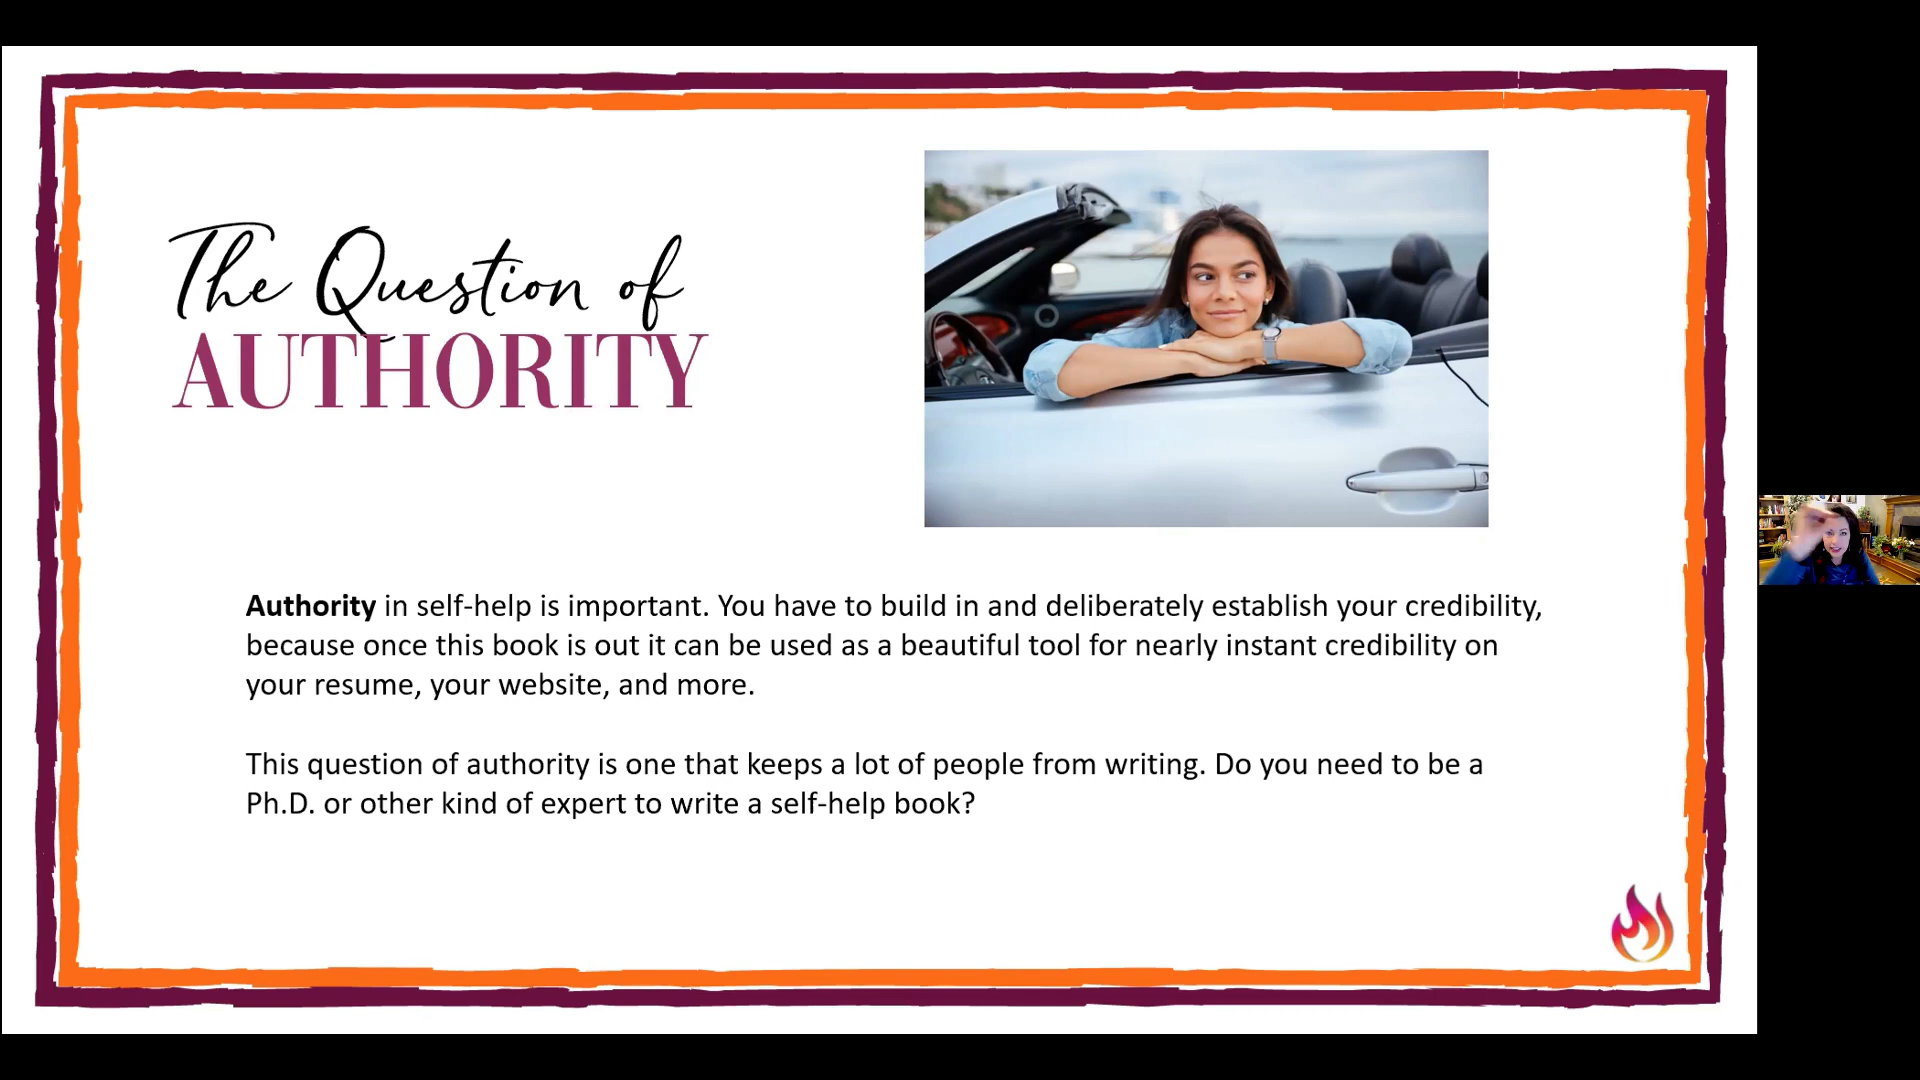 The Question of
AUTHORITY
Authority in self-help is important. You have to build in and deliberately establish your credibility,
because once this book is out it can be used as a beautiful tool for nearly instant credibility on
your resume, your website, and more.
This question of authority is one that keeps a lot of people from writing. Do you need to be a
Ph.D. or other kind of expert to write a self-help book?